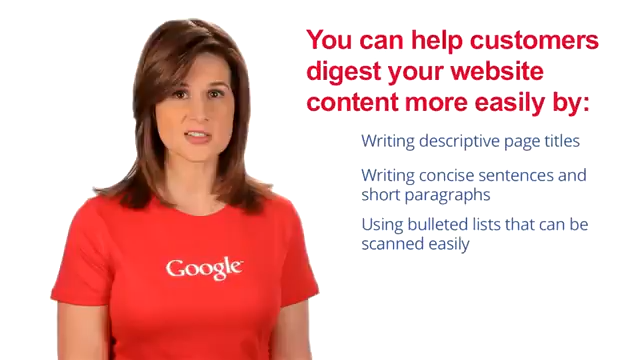 You can help customers
digest your website
content more easily by:
Writing descriptive page titles
Writing concise sentences and
short paragraphs
Using bulleted lists that can be
scanned easily
Google